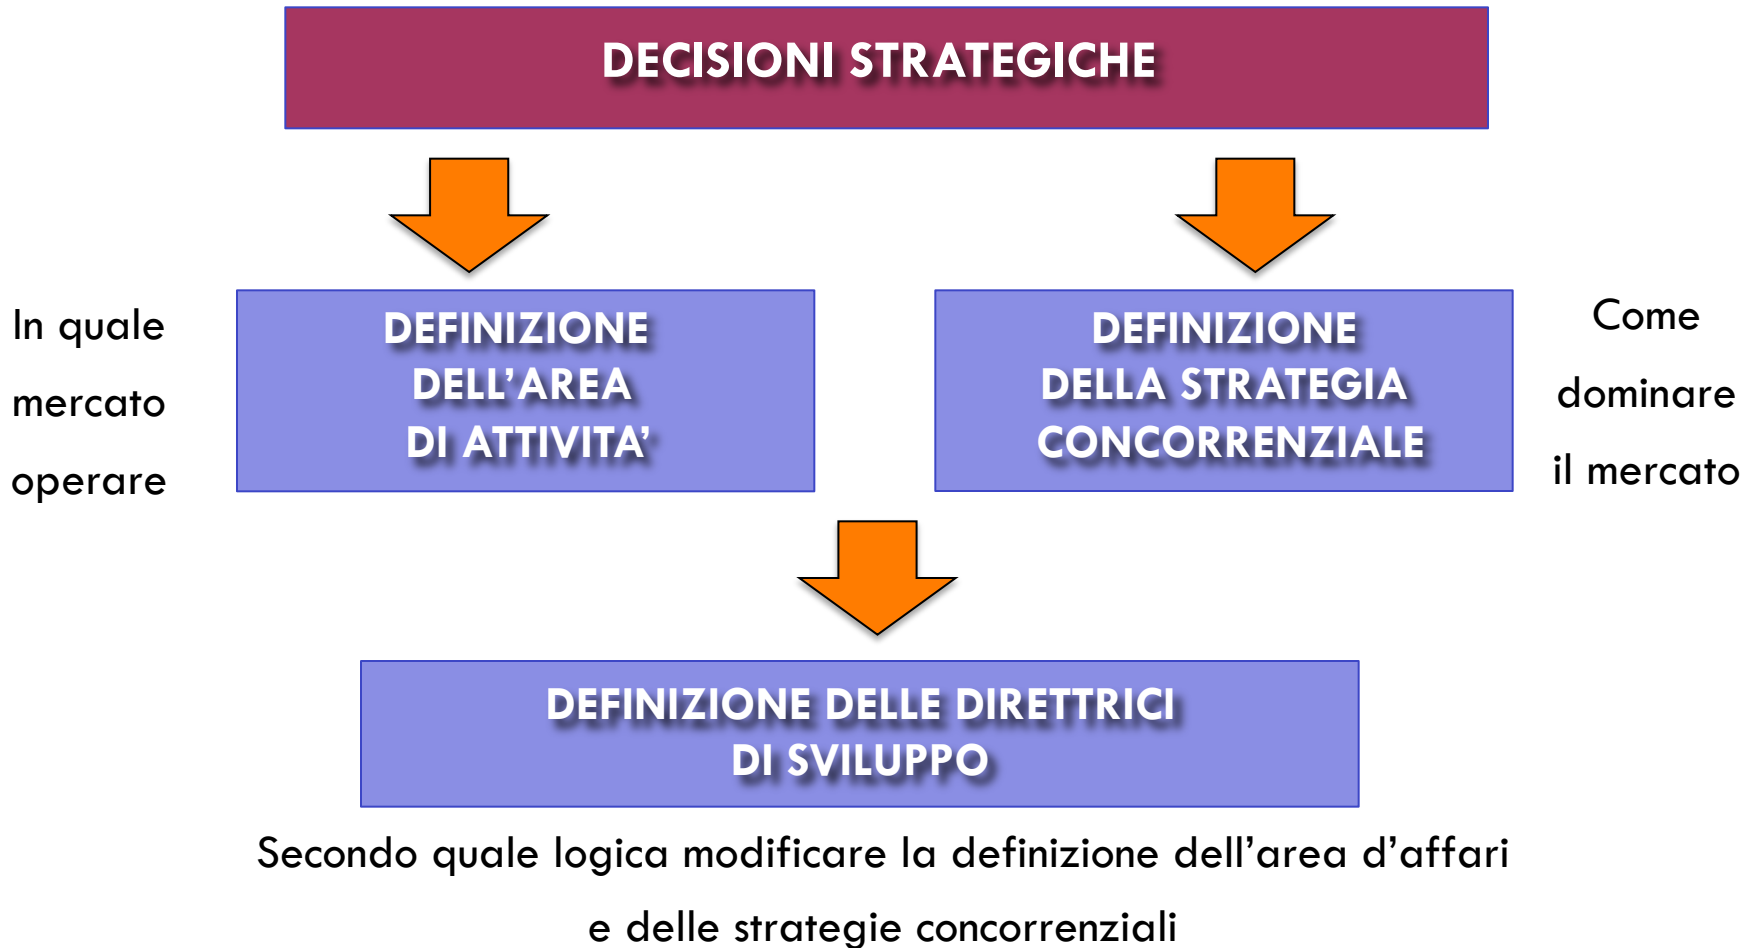 DECISIONI STRATEGICHE
In quale
mercato
operare
DEFINIZIONE
DELL’AREA
DI ATTIVITA’
DEFINIZIONE
DELLA STRATEGIA
CONCORRENZIALE
Come
dominare
il mercato
DEFINIZIONE DELLE DIRETTRICI
DI SVILUPPO
Secondo quale logica modificare la definizione dell’area d’affari
e delle strategie concorrenziali